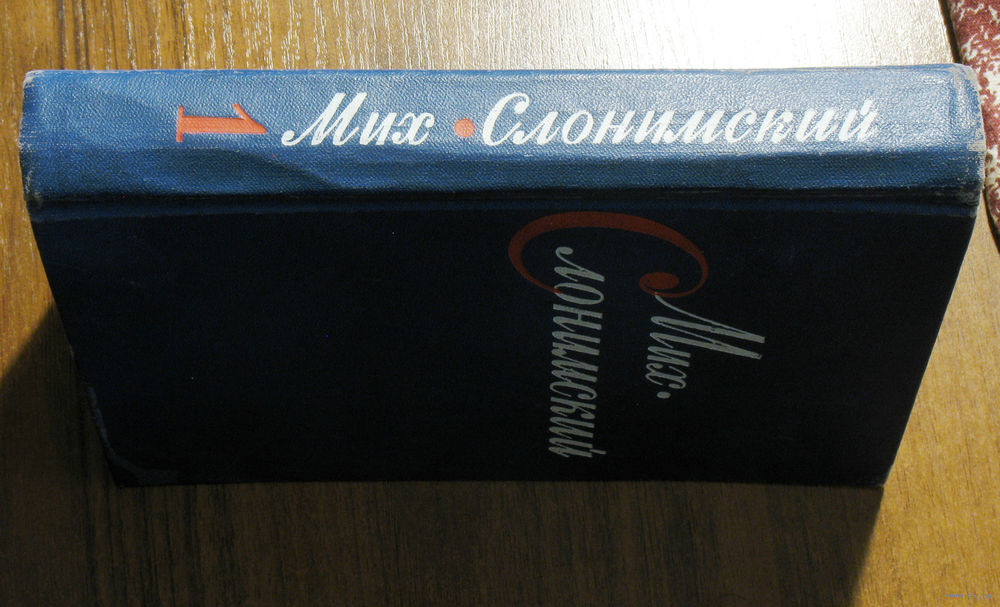 1 Мих • Слонимский
Мих.
Слонимский